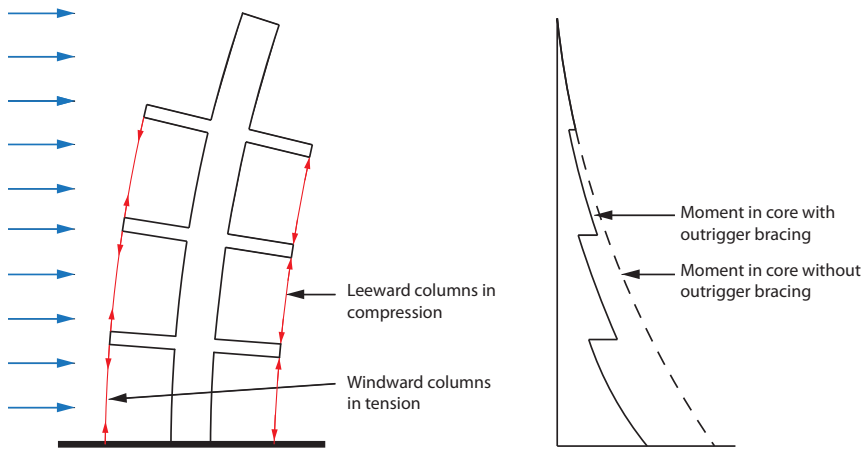 Moment in core with
outrigger bracing
Moment in core without
outrigger bracing
Leeward columns in
compression
Windward columns
in tension